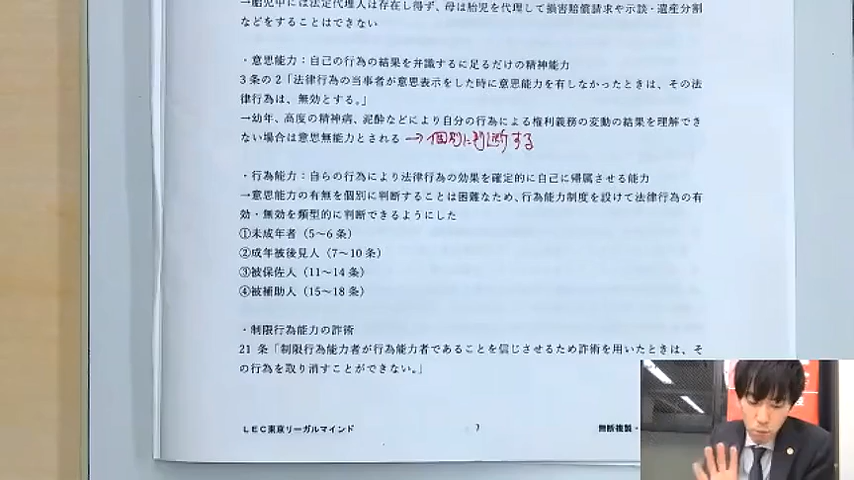 →胎児中には法定代理人は存在し得ず、母は胎児を代理して損害賠償請求や示談・遺産分割
などをすることはできない
・意思能力：自己の行為の結果を弁識するに足るだけの精神能力
3条の2「法律行為の当事者が意思表示をした時に意思能力を有しなかったときは、その法
律行為は、無効とする。」
→幼年、高度の精神病、泥酔などにより自分の行為による権利義務の変動の結果を理解でき
ない場合は意思無能力とされる →個別に判断する
・行為能力：自らの行為により法律行為の効果を確定的に自己に帰属させる能力
→意思能力の有無を個別に判断することは困難なため、行為能力制度を設けて法律行為の有
効・無効を類型的に判断できるようにした
①未成年者（5～6条）
②成年被後見人（7～10条）
③被保佐人（11～14条）
④被補助人（15～18条）
・制限行為能力の詐術
21条「制限行為能力者が行為能力者であることを信じさせるため詐術を用いたときは、そ
の行為を取り消すことができない。」
LEC東京リーガルマインド 7 無断複製・